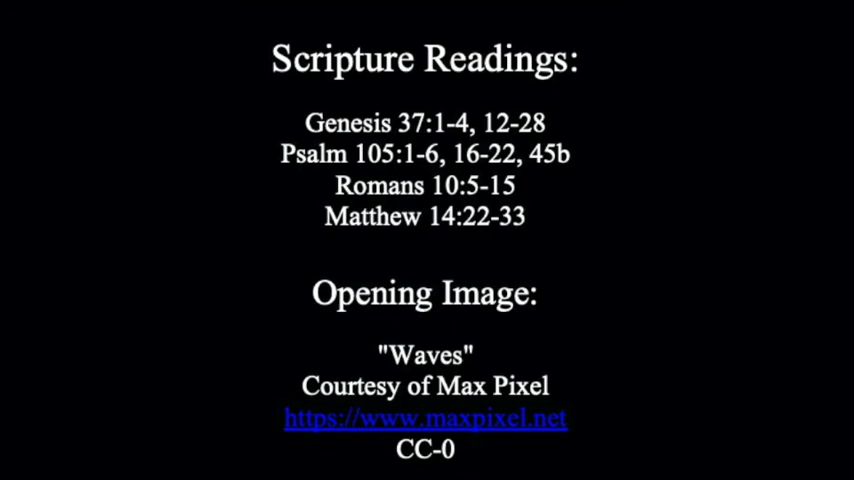 Scripture Readings:
Genesis 37:1-4, 12-28
Psalm 105:1-6, 16-22, 45b
Romans 10:5-15
Matthew 14:22-33
Opening Image:
"Waves"
Courtesy of Max Pixel
https://www.maxpixel.net
CC-0